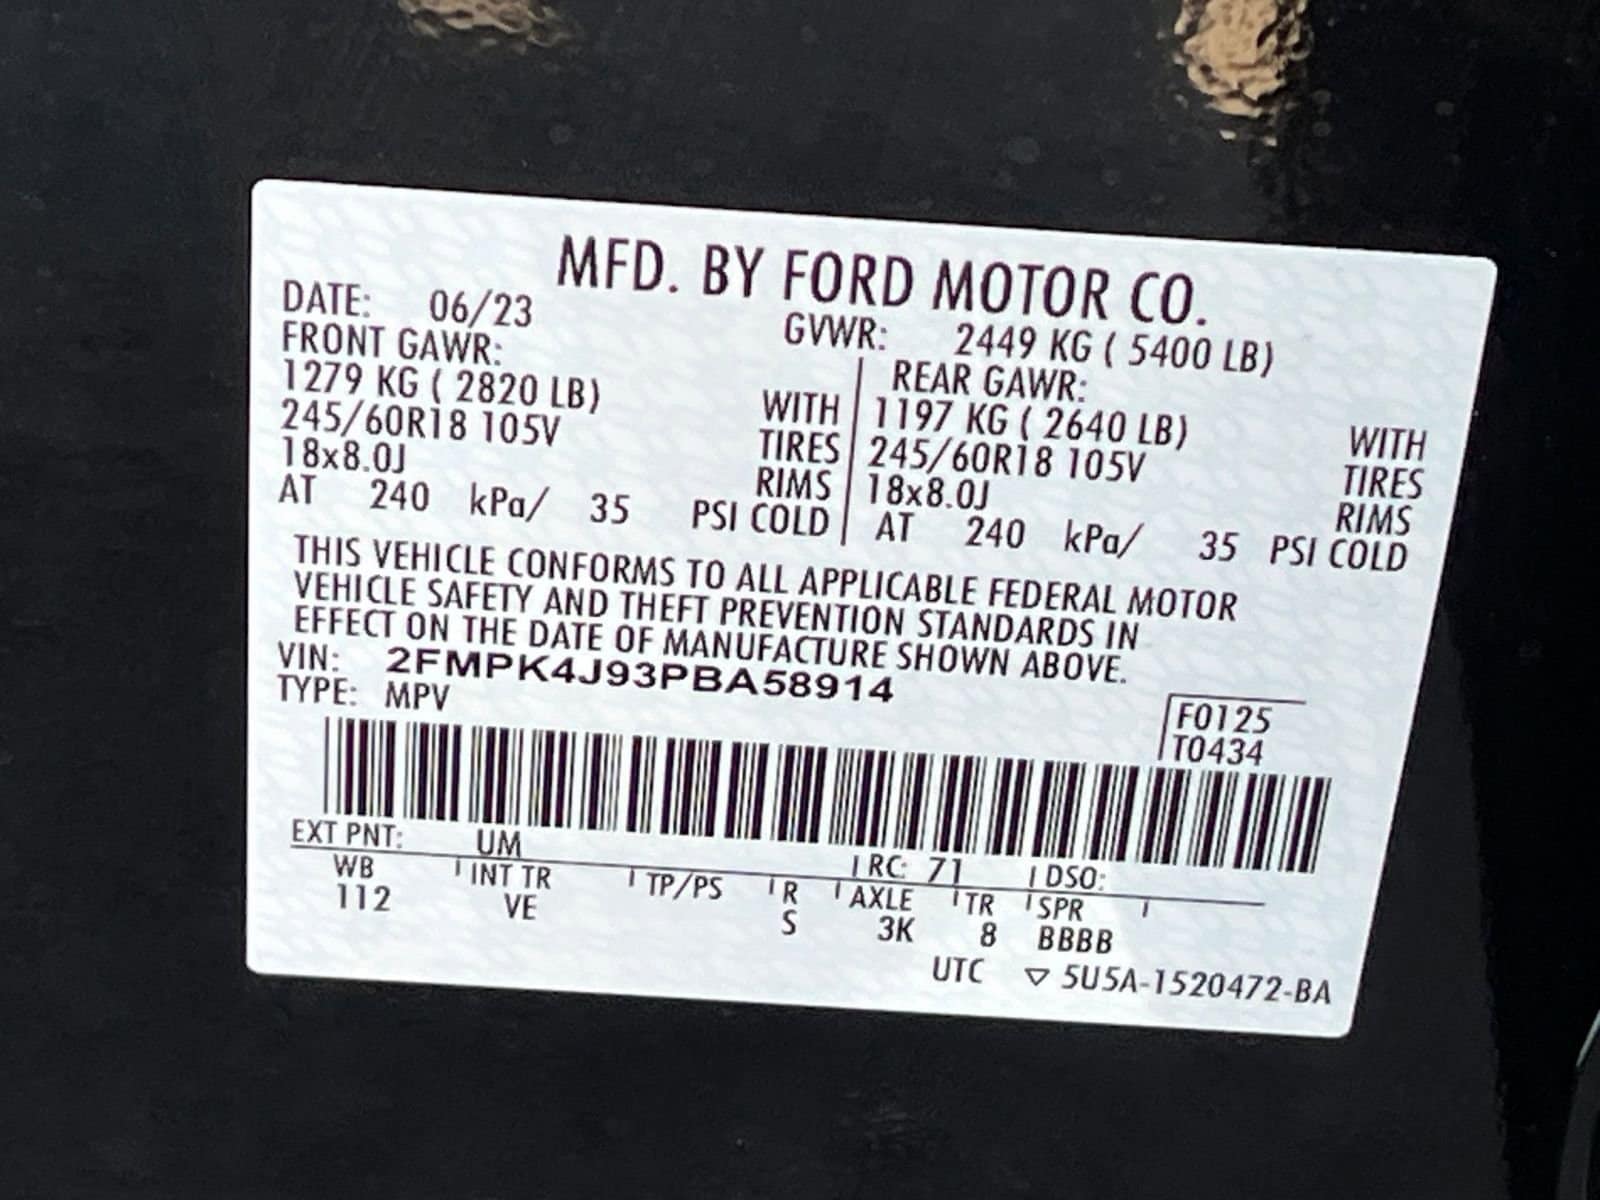 MFD. BY FORD MOTOR CO.
DATE: 06/23 GVWR: 2449 KG ( 5400 LB)
FRONT GAWR: REAR GAWR:
1279 KG ( 2820 LB) WITH 1197 KG ( 2640 LB) WITH
245/60R18 105V TIRES 245/60R18 105V TIRES
18x8.0J RIMS 18x8.0J RIMS
AT 240 kPa/ 35 PSI COLD AT 240 kPa/ 35 PSI COLD
THIS VEHICLE CONFORMS TO ALL APPLICABLE FEDERAL MOTOR
VEHICLE SAFETY AND THEFT PREVENTION STANDARDS IN
EFFECT ON THE DATE OF MANUFACTURE SHOWN ABOVE.
VIN: 2FMPK4J93PBA58914
TYPE: MPV F0125
T0434
EXT PNT: UM RC: 71 DSO:
WB INT TR TP/PS R AXLE TR SPR
112 VE S 3K 8 BBBB
UTC ▽ 5U5A-1520472-BA